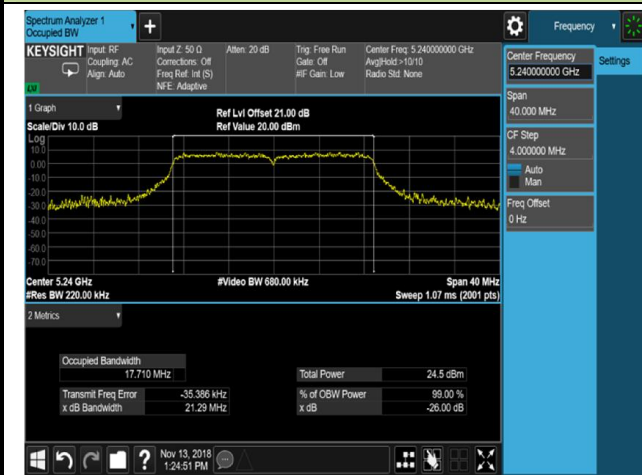 Spectrum Analyzer 1
Occupied BW
+
Frequency
KEYSIGHT
Input: RF
Coupling: AC
Align: Auto
Input Z: 50 Ω
Corrections: Off
Freq Ref: Int (S)
NFE: Adaptive
Atten: 20 dB
Trig: Free Run
Gate: Off
#IF Gain: Low
Center Freq: 5.240000000 GHz
Avg|Hold:>10/10
Radio Std: None
LXI
Center Frequency
5.240000000 GHz
Settings
Span
40.000 MHz
CF Step
4.000000 MHz
Auto
Man
Freq Offset
0 Hz
1 Graph
Scale/Div 10.0 dB
Ref Lvl Offset 21.00 dB
Ref Value 20.00 dBm
Log
10.0
0.00
-10.0
-20.0
-30.0
-40.0
-50.0
-60.0
-70.0
Center 5.24 GHz
#Video BW 680.00 kHz
Span 40 MHz
#Res BW 220.00 kHz
Sweep 1.07 ms (2001 pts)
2 Metrics
Occupied Bandwidth
17.710 MHz
Total Power 24.5 dBm
Transmit Freq Error -35.386 kHz
% of OBW Power 99.00 %
x dB Bandwidth 21.29 MHz
x dB -26.00 dB
?
Nov 13, 2018
1:24:51 PM